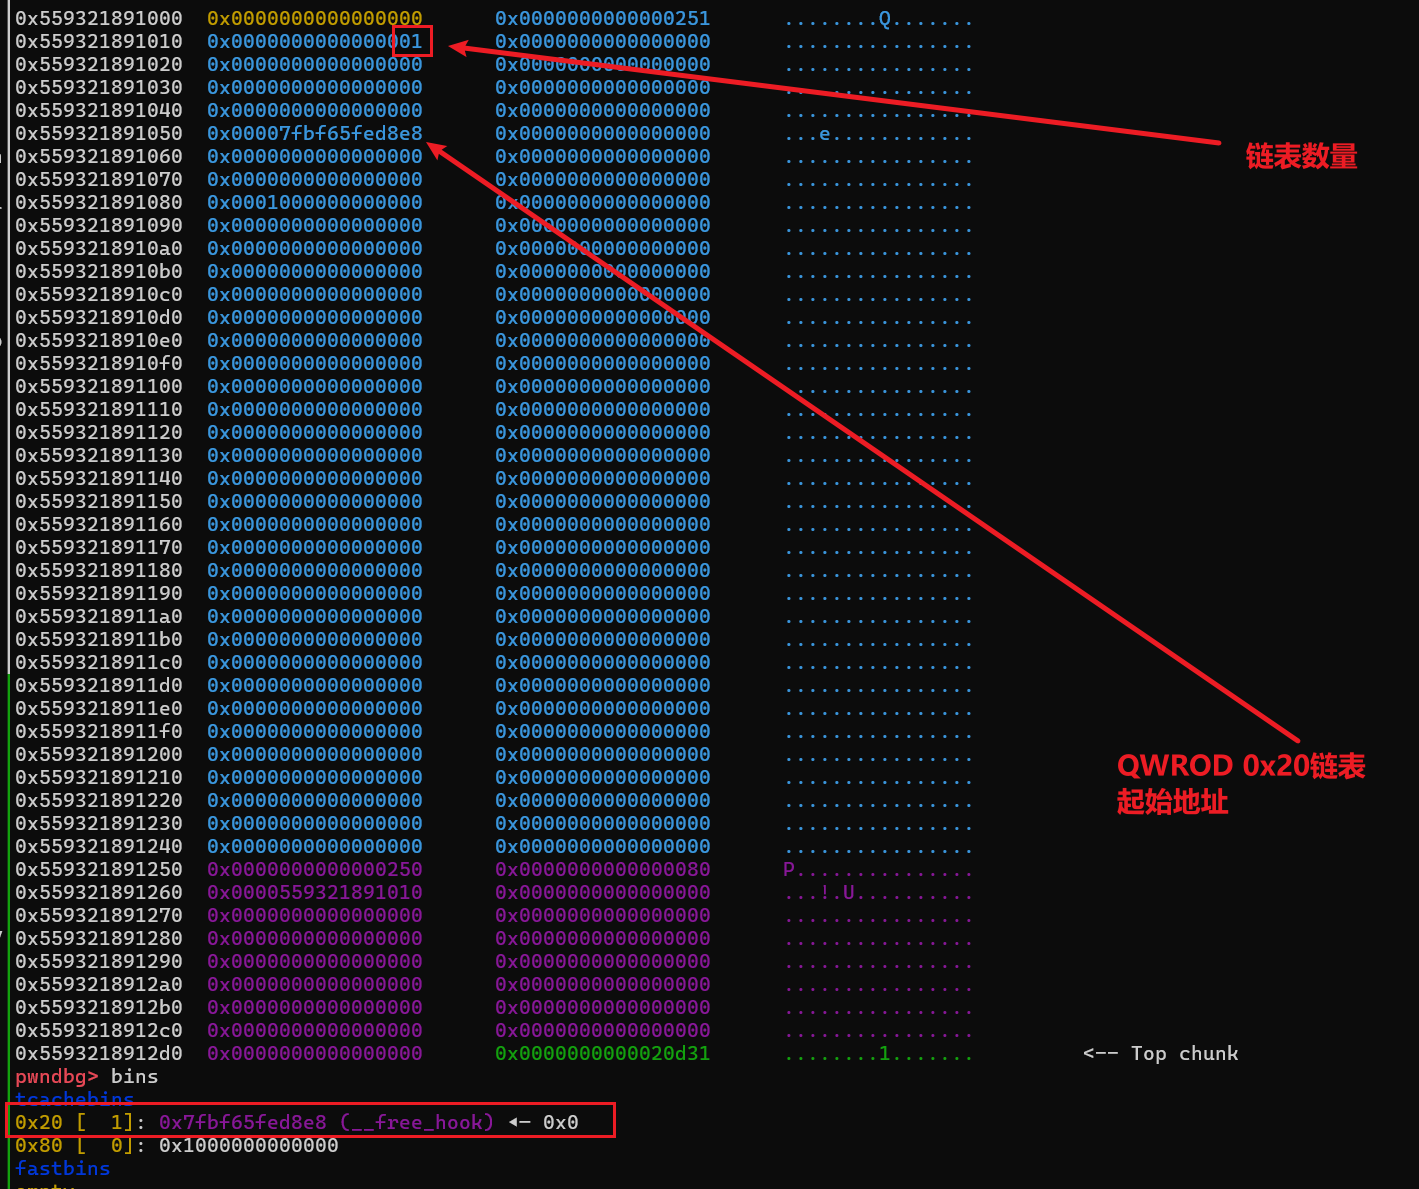 0x559321891000 0x0000000000000000 0x0000000000000251 ........Q.......
0x559321891010 0x0000000000000001 0x0000000000000000 ................
0x559321891020 0x0000000000000000 0x0000000000000000 ................
0x559321891030 0x0000000000000000 0x0000000000000000 ................
0x559321891040 0x0000000000000000 0x0000000000000000 ................
0x559321891050 0x00007fbf65fed8e8 0x0000000000000000 ...e............
链表数量
0x559321891060 0x0000000000000000 0x0000000000000000 ................
0x559321891070 0x0000000000000000 0x0000000000000000 ................
0x559321891080 0x0001000000000000 0x0000000000000000 ................
0x559321891090 0x0000000000000000 0x0000000000000000 ................
0x5593218910a0 0x0000000000000000 0x0000000000000000 ................
0x5593218910b0 0x0000000000000000 0x0000000000000000 ................
0x5593218910c0 0x0000000000000000 0x0000000000000000 ................
0x5593218910d0 0x0000000000000000 0x0000000000000000 ................
0x5593218910e0 0x0000000000000000 0x0000000000000000 ................
0x5593218910f0 0x0000000000000000 0x0000000000000000 ................
0x559321891100 0x0000000000000000 0x0000000000000000 ................
0x559321891110 0x0000000000000000 0x0000000000000000 ................
0x559321891120 0x0000000000000000 0x0000000000000000 ................
0x559321891130 0x0000000000000000 0x0000000000000000 ................
0x559321891140 0x0000000000000000 0x0000000000000000 ................
0x559321891150 0x0000000000000000 0x0000000000000000 ................
0x559321891160 0x0000000000000000 0x0000000000000000 ................
0x559321891170 0x0000000000000000 0x0000000000000000 ................
0x559321891180 0x0000000000000000 0x0000000000000000 ................
0x559321891190 0x0000000000000000 0x0000000000000000 ................
0x5593218911a0 0x0000000000000000 0x0000000000000000 ................
0x5593218911b0 0x0000000000000000 0x0000000000000000 ................
0x5593218911c0 0x0000000000000000 0x0000000000000000 ................
0x5593218911d0 0x0000000000000000 0x0000000000000000 ................
0x5593218911e0 0x0000000000000000 0x0000000000000000 ................
0x5593218911f0 0x0000000000000000 0x0000000000000000 ................
0x559321891200 0x0000000000000000 0x0000000000000000 ................
QWROD 0x20链表
起始地址
0x559321891210 0x0000000000000000 0x0000000000000000 ................
0x559321891220 0x0000000000000000 0x0000000000000000 ................
0x559321891230 0x0000000000000000 0x0000000000000000 ................
0x559321891240 0x0000000000000000 0x0000000000000000 ................
0x559321891250 0x0000000000000250 0x0000000000000080 P...............
0x559321891260 0x0000559321891010 0x0000000000000000 ...!.U..........
0x559321891270 0x0000000000000000 0x0000000000000000 ................
0x559321891280 0x0000000000000000 0x0000000000000000 ................
0x559321891290 0x0000000000000000 0x0000000000000000 ................
0x5593218912a0 0x0000000000000000 0x0000000000000000 ................
0x5593218912b0 0x0000000000000000 0x0000000000000000 ................
0x5593218912c0 0x0000000000000000 0x0000000000000000 ................
0x5593218912d0 0x0000000000000000 0x0000000000020d31 ........1....... <-- Top chunk
pwndbg> bins
tcachebins
0x20 [  1]: 0x7fbf65fed8e8 (__free_hook) ◂— 0x0
0x80 [  0]: 0x1000000000000
fastbins